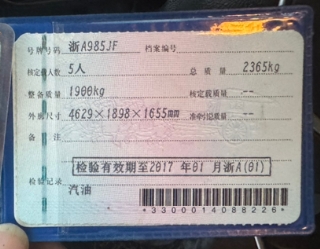 号牌号码 浙A985JF 档案编号
核定载人数 5人 总质量 2365kg
整备质量 1900kg 核定载质量 --
外廓尺寸 4629×1898×1655mm 准牵引总质量 --
备注
检验有效期至2017年01月浙A(01)
检验记录
汽油
*3300014088226*